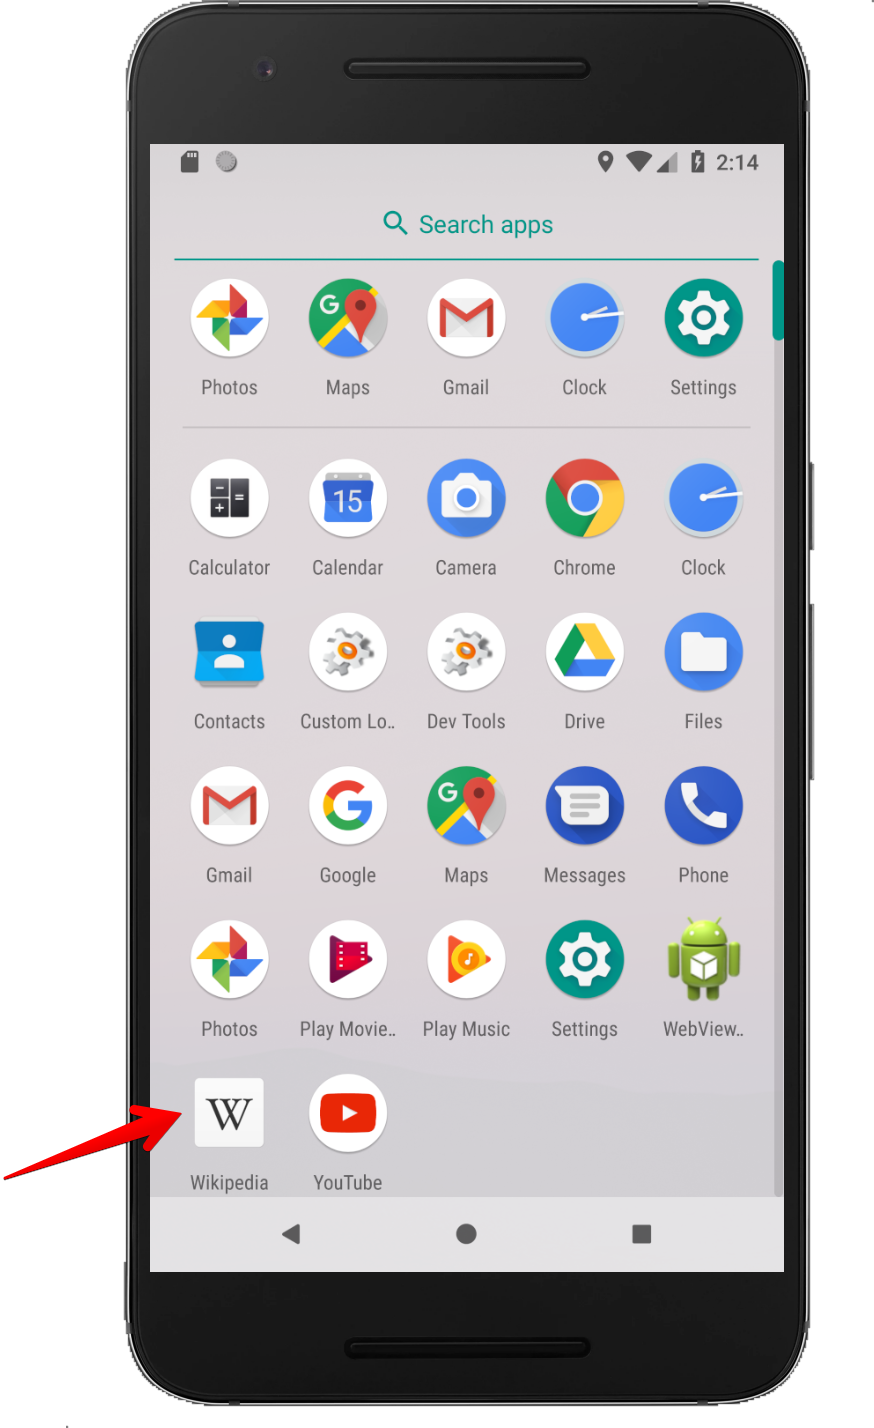 2:14
Search apps
Photos Maps Gmail Clock Settings
Calculator Calendar Camera Chrome Clock
15
Contacts Custom Lo.. Dev Tools Drive Files
Gmail Google Maps Messages Phone
G
G
G
Photos Play Movie.. Play Music Settings WebView..
W
Wikipedia YouTube